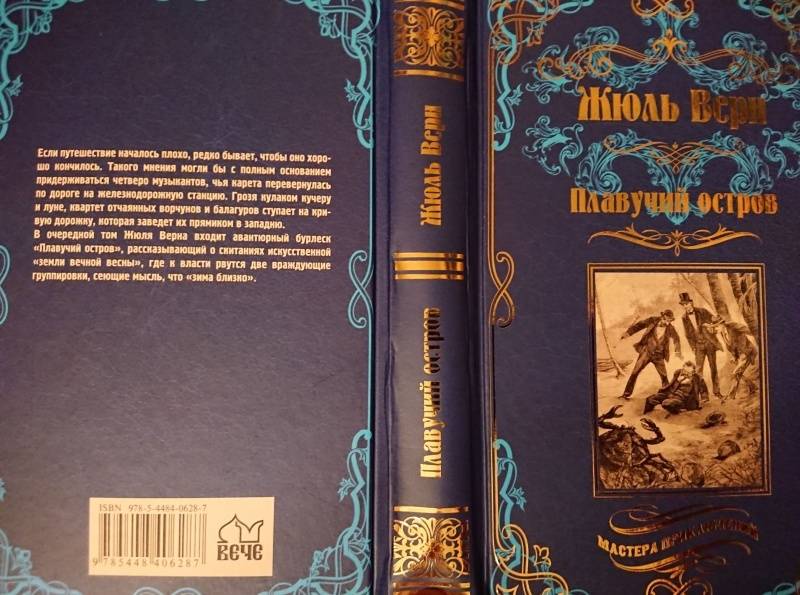 Если путешествие началось плохо, редко бывает, чтобы оно хоро-
шо кончилось. Такого мнения могли бы с полным основанием
придерживаться четверо музыкантов, чья карета перевернулась
по дороге на железнодорожную станцию. Грозя кулаком кучеру
и луне, квартет отчаянных ворчунов и балагуров ступает на кри-
вую дорожку, которая заведет их прямиком в западню.
В очередной том Жюля Верна входит авантюрный бурлеск
«Плавучий остров», рассказывающий о скитаниях искусственной
«земли вечной весны», где к власти рвутся две враждующие
группировки, сеющие мысль, что «зима близко».
ISBN 978-5-4484-0628-7
9785448406287
ВЕЧЕ
Жюль Верн
Плавучий остров
Жюль Верн
Плавучий остров
МАСТЕРА ПРИКЛЮЧЕНИЙ